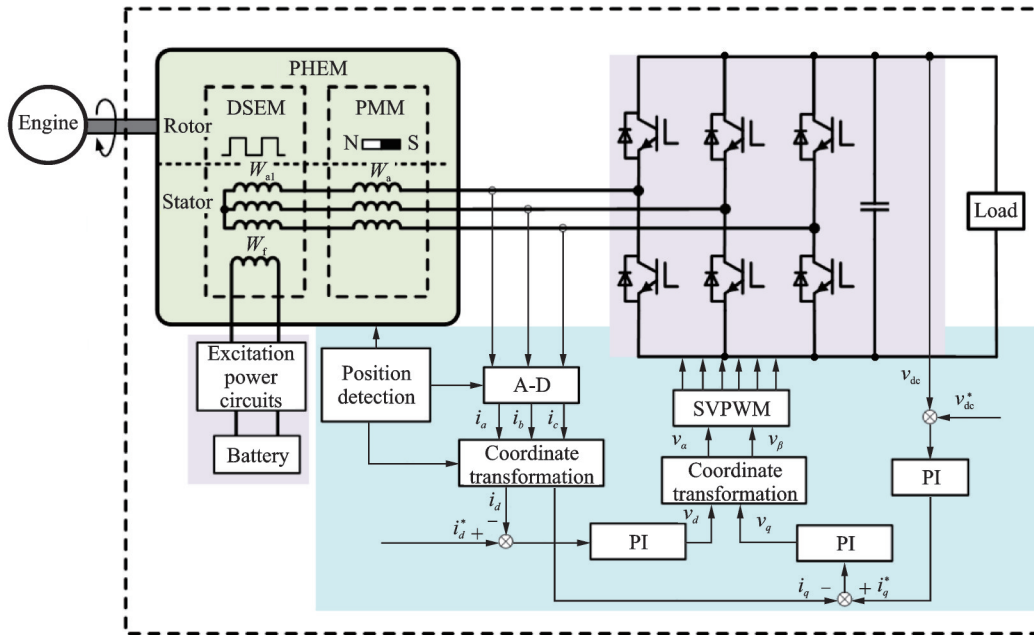 PHEM
DSEM
PMM
Engine
Rotor
N S
W_a1
W_a
Stator
W_f
Load
Excitation
power
circuits
Battery
Position
detection
A-D
i_a i_b i_c
Coordinate
transformation
i_d
i_d^* + −
PI
SVPWM
v_α v_β
Coordinate
transformation
v_d v_q
PI
i_q − + i_q^*
v_dc
v_dc^*
PI